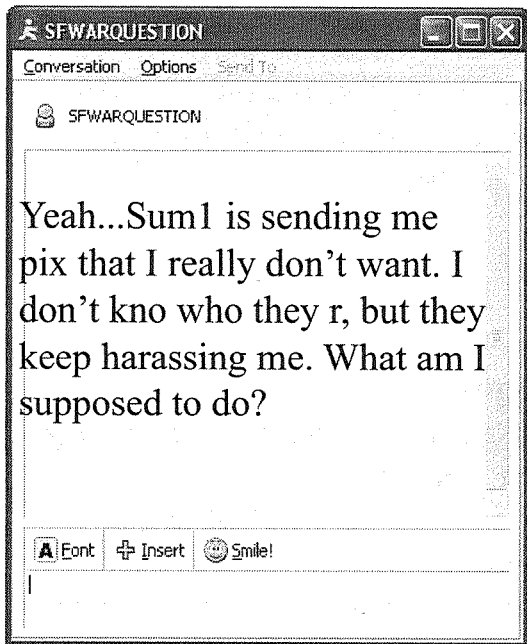 SFWARQUESTION
Conversation Options Send To
SFWARQUESTION
Yeah...Sum1 is sending me
pix that I really don't want. I
don't kno who they r, but they
keep harassing me. What am I
supposed to do?
A Font Insert Smile!